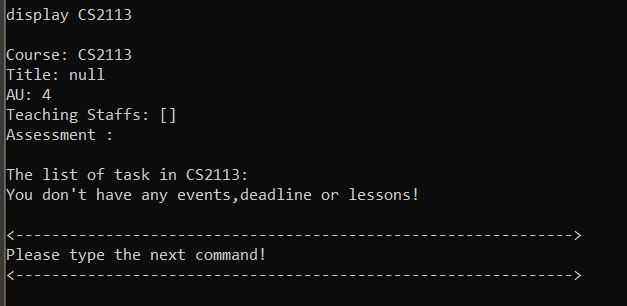 display CS2113
Course: CS2113
Title: null
AU: 4
Teaching Staffs: []
Assessment :
The list of task in CS2113:
You don't have any events,deadline or lessons!
<-------------------------------------------------------------->
Please type the next command!
<-------------------------------------------------------------->